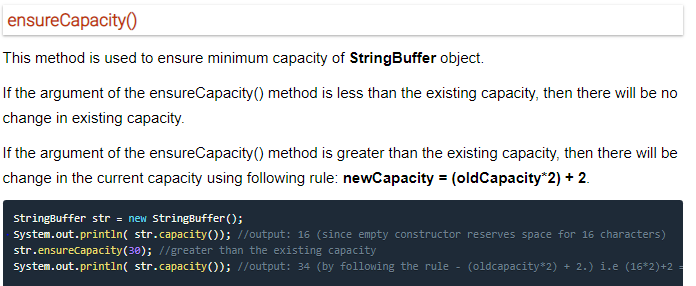 ensureCapacity()
This method is used to ensure minimum capacity of StringBuffer object.
If the argument of the ensureCapacity() method is less than the existing capacity, then there will be no
change in existing capacity.
If the argument of the ensureCapacity() method is greater than the existing capacity, then there will be
change in the current capacity using following rule: newCapacity = (oldCapacity*2) + 2.
StringBuffer str = new StringBuffer();
System.out.println( str.capacity()); //output: 16 (since empty constructor reserves space for 16 characters)
str.ensureCapacity(30); //greater than the existing capacity
System.out.println( str.capacity()); //output: 34 (by following the rule - (oldcapacity*2) + 2.) i.e (16*2)+2 =